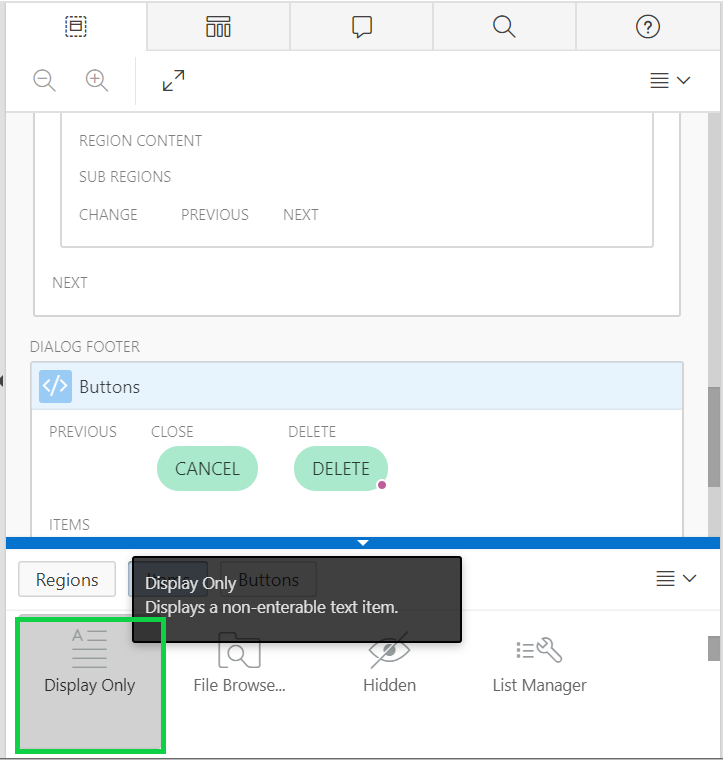 REGION CONTENT
SUB REGIONS
CHANGE PREVIOUS NEXT
NEXT
DIALOG FOOTER
</> Buttons
PREVIOUS CLOSE DELETE
CANCEL DELETE
ITEMS
Regions Items Buttons
Display Only
Displays a non-enterable text item.
Display Only File Browse... Hidden List Manager